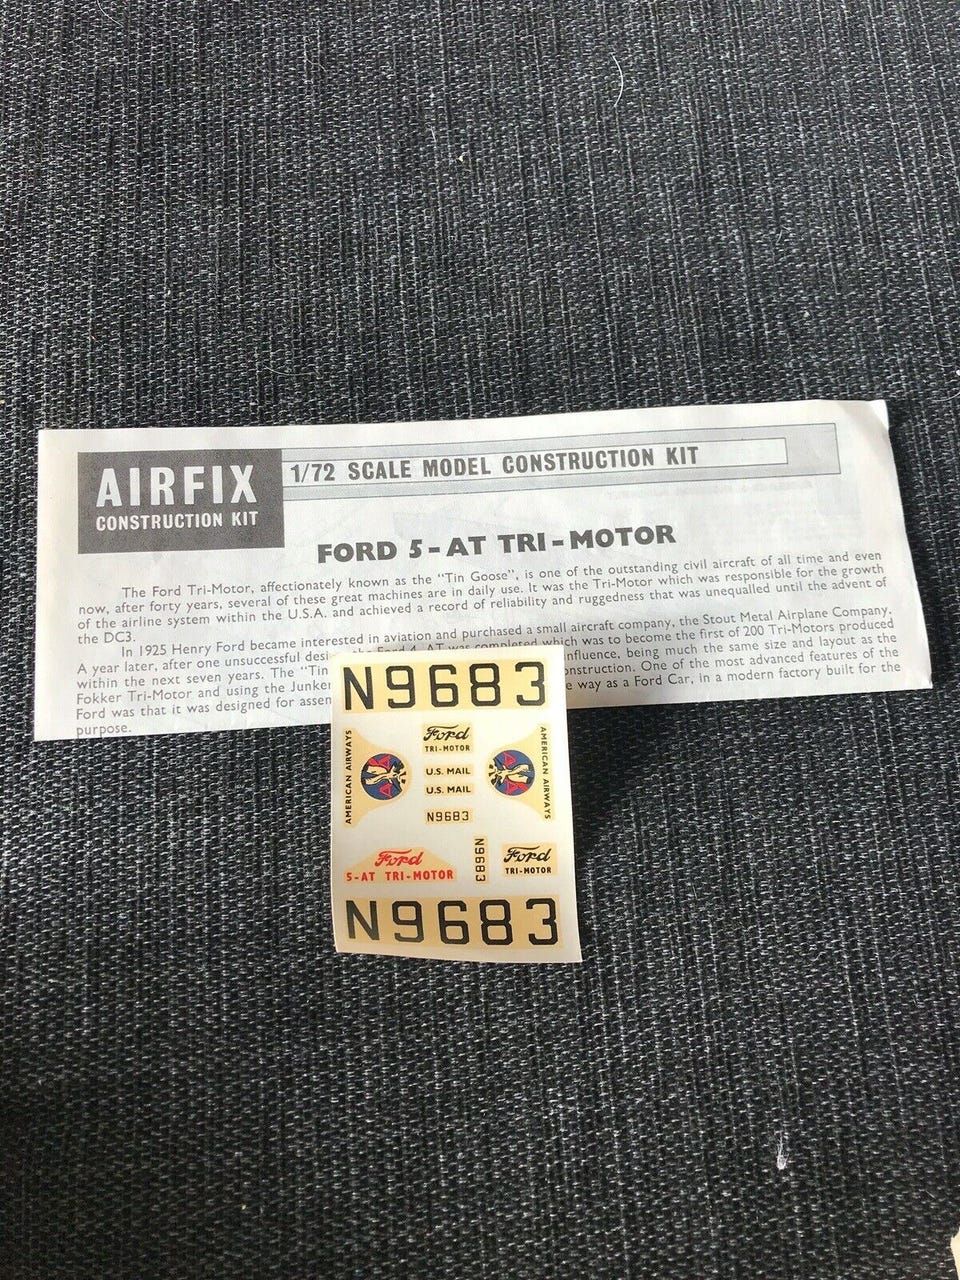 AIRFIX
CONSTRUCTION KIT
1/72 SCALE MODEL CONSTRUCTION KIT
FORD 5-AT TRI-MOTOR
The Ford Tri-Motor, affectionately known as the "Tin Goose", is one of the outstanding civil aircraft of all time and even
now, after forty years, several of these great machines are in daily use. It was the Tri-Motor which was responsible for the growth
of the airline system within the U.S.A. and achieved a record of reliability and ruggedness that was unequalled until the advent of
the DC3.
In 1925 Henry Ford became interested in aviation and purchased a small aircraft company, the Stout Metal Airplane Company.
A year later, after one unsuccessful the Ford 4-AT was completed which was to become the first of 200 Tri-Motors produced
within the next seven years. The "Tin influence, being much the same size and layout as the
Fokker Tri-Motor and using the construction. One of the most advanced features of the
Ford was that it was designed for way as a Ford Car, in a modern factory built for the
purpose.
N9683
Ford
TRI-MOTOR
AMERICAN AIRWAYS
U.S. MAIL
U.S. MAIL
AMERICAN AIRWAYS
N9683
Ford
5-AT TRI-MOTOR
N9683
Ford
TRI-MOTOR
N9683